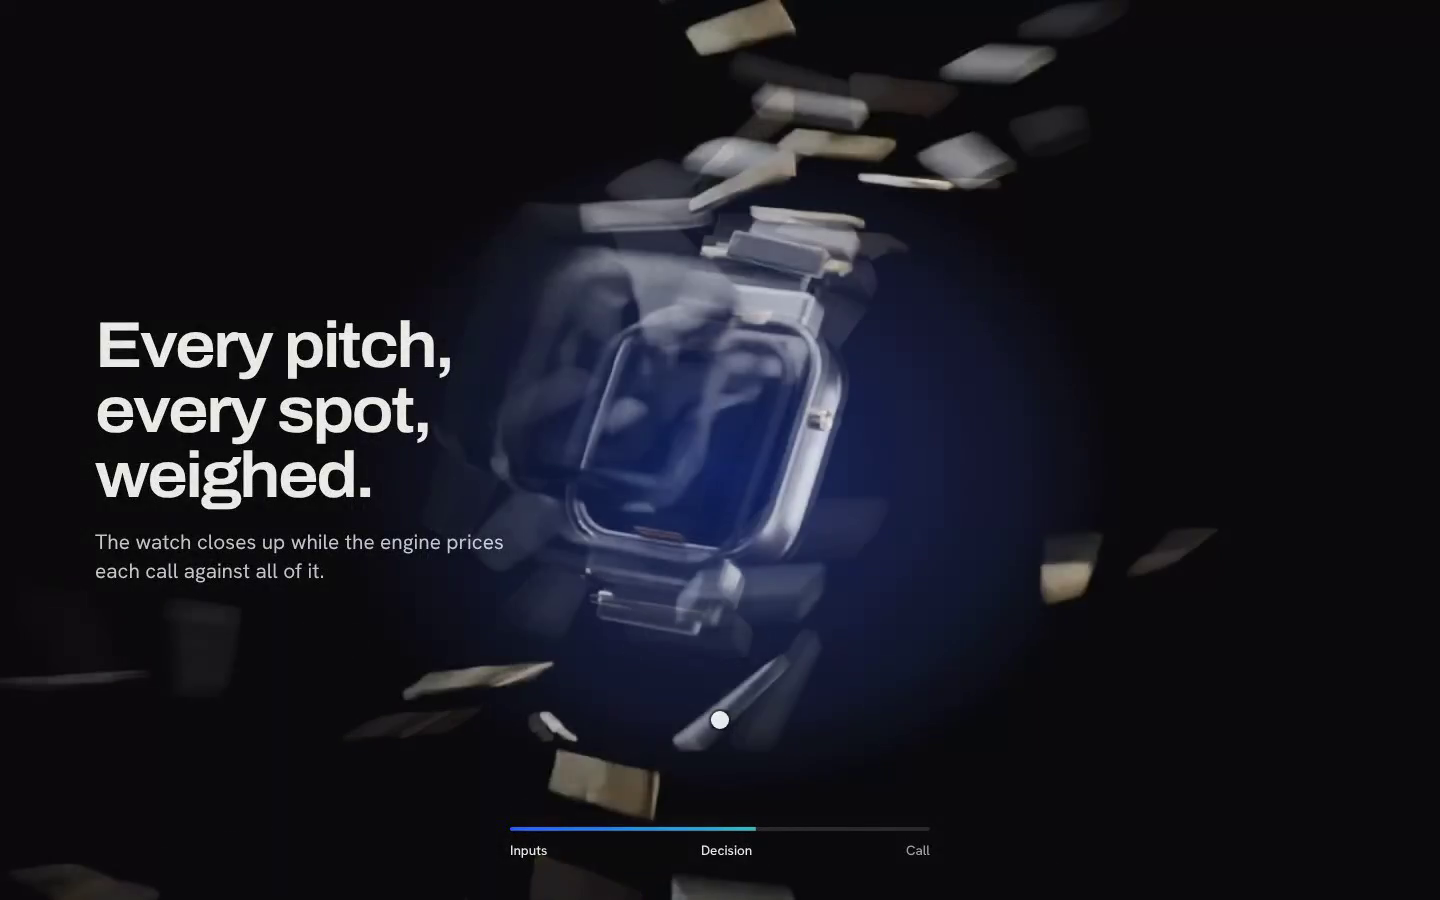 Every pitch,
every spot,
weighed.
The watch closes up while the engine prices
each call against all of it.
Inputs
Decision
Call